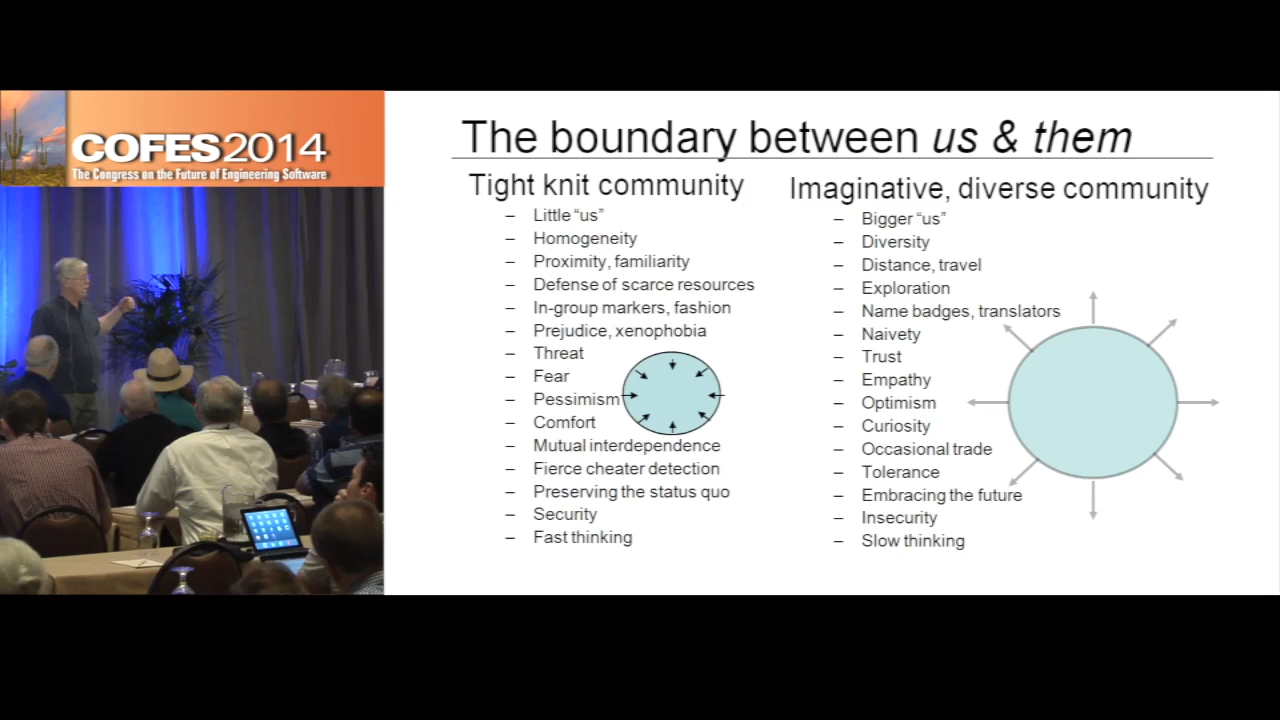 COFES2014
The Congress on the Future of Engineering Software
The boundary between us & them
Tight knit community
– Little “us”
– Homogeneity
– Proximity, familiarity
– Defense of scarce resources
– In-group markers, fashion
– Prejudice, xenophobia
– Threat
– Fear
– Pessimism
– Comfort
– Mutual interdependence
– Fierce cheater detection
– Preserving the status quo
– Security
– Fast thinking
Imaginative, diverse community
– Bigger “us”
– Diversity
– Distance, travel
– Exploration
– Name badges, translators
– Naivety
– Trust
– Empathy
– Optimism
– Curiosity
– Occasional trade
– Tolerance
– Embracing the future
– Insecurity
– Slow thinking